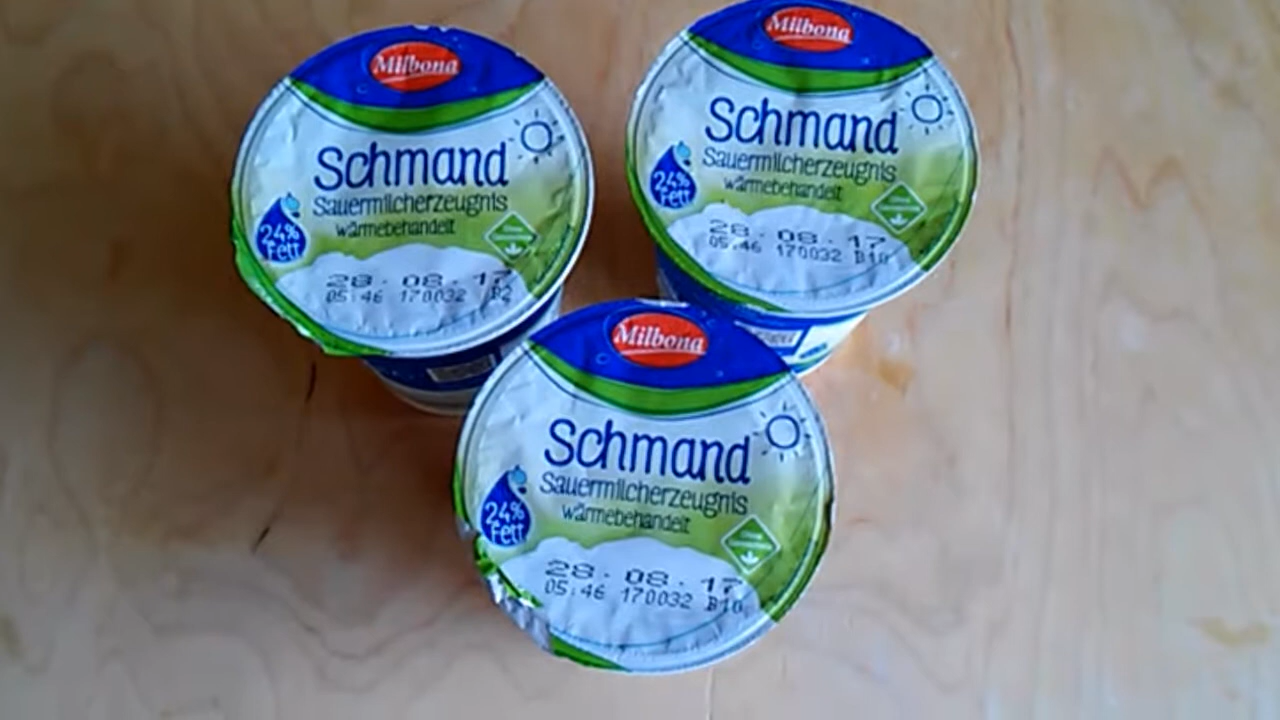 Milbona
Schmand
Sauermilcherzeugnis
wärmebehandelt
24%
Fett
28.08.17
05:46 170032 B2
Milbona
Schmand
Sauermilcherzeugnis
wärmebehandelt
24%
Fett
28.08.17
05:46 170032 B10
Milbona
Schmand
Sauermilcherzeugnis
wärmebehandelt
24%
Fett
28.08.17
05:46 170032 B10